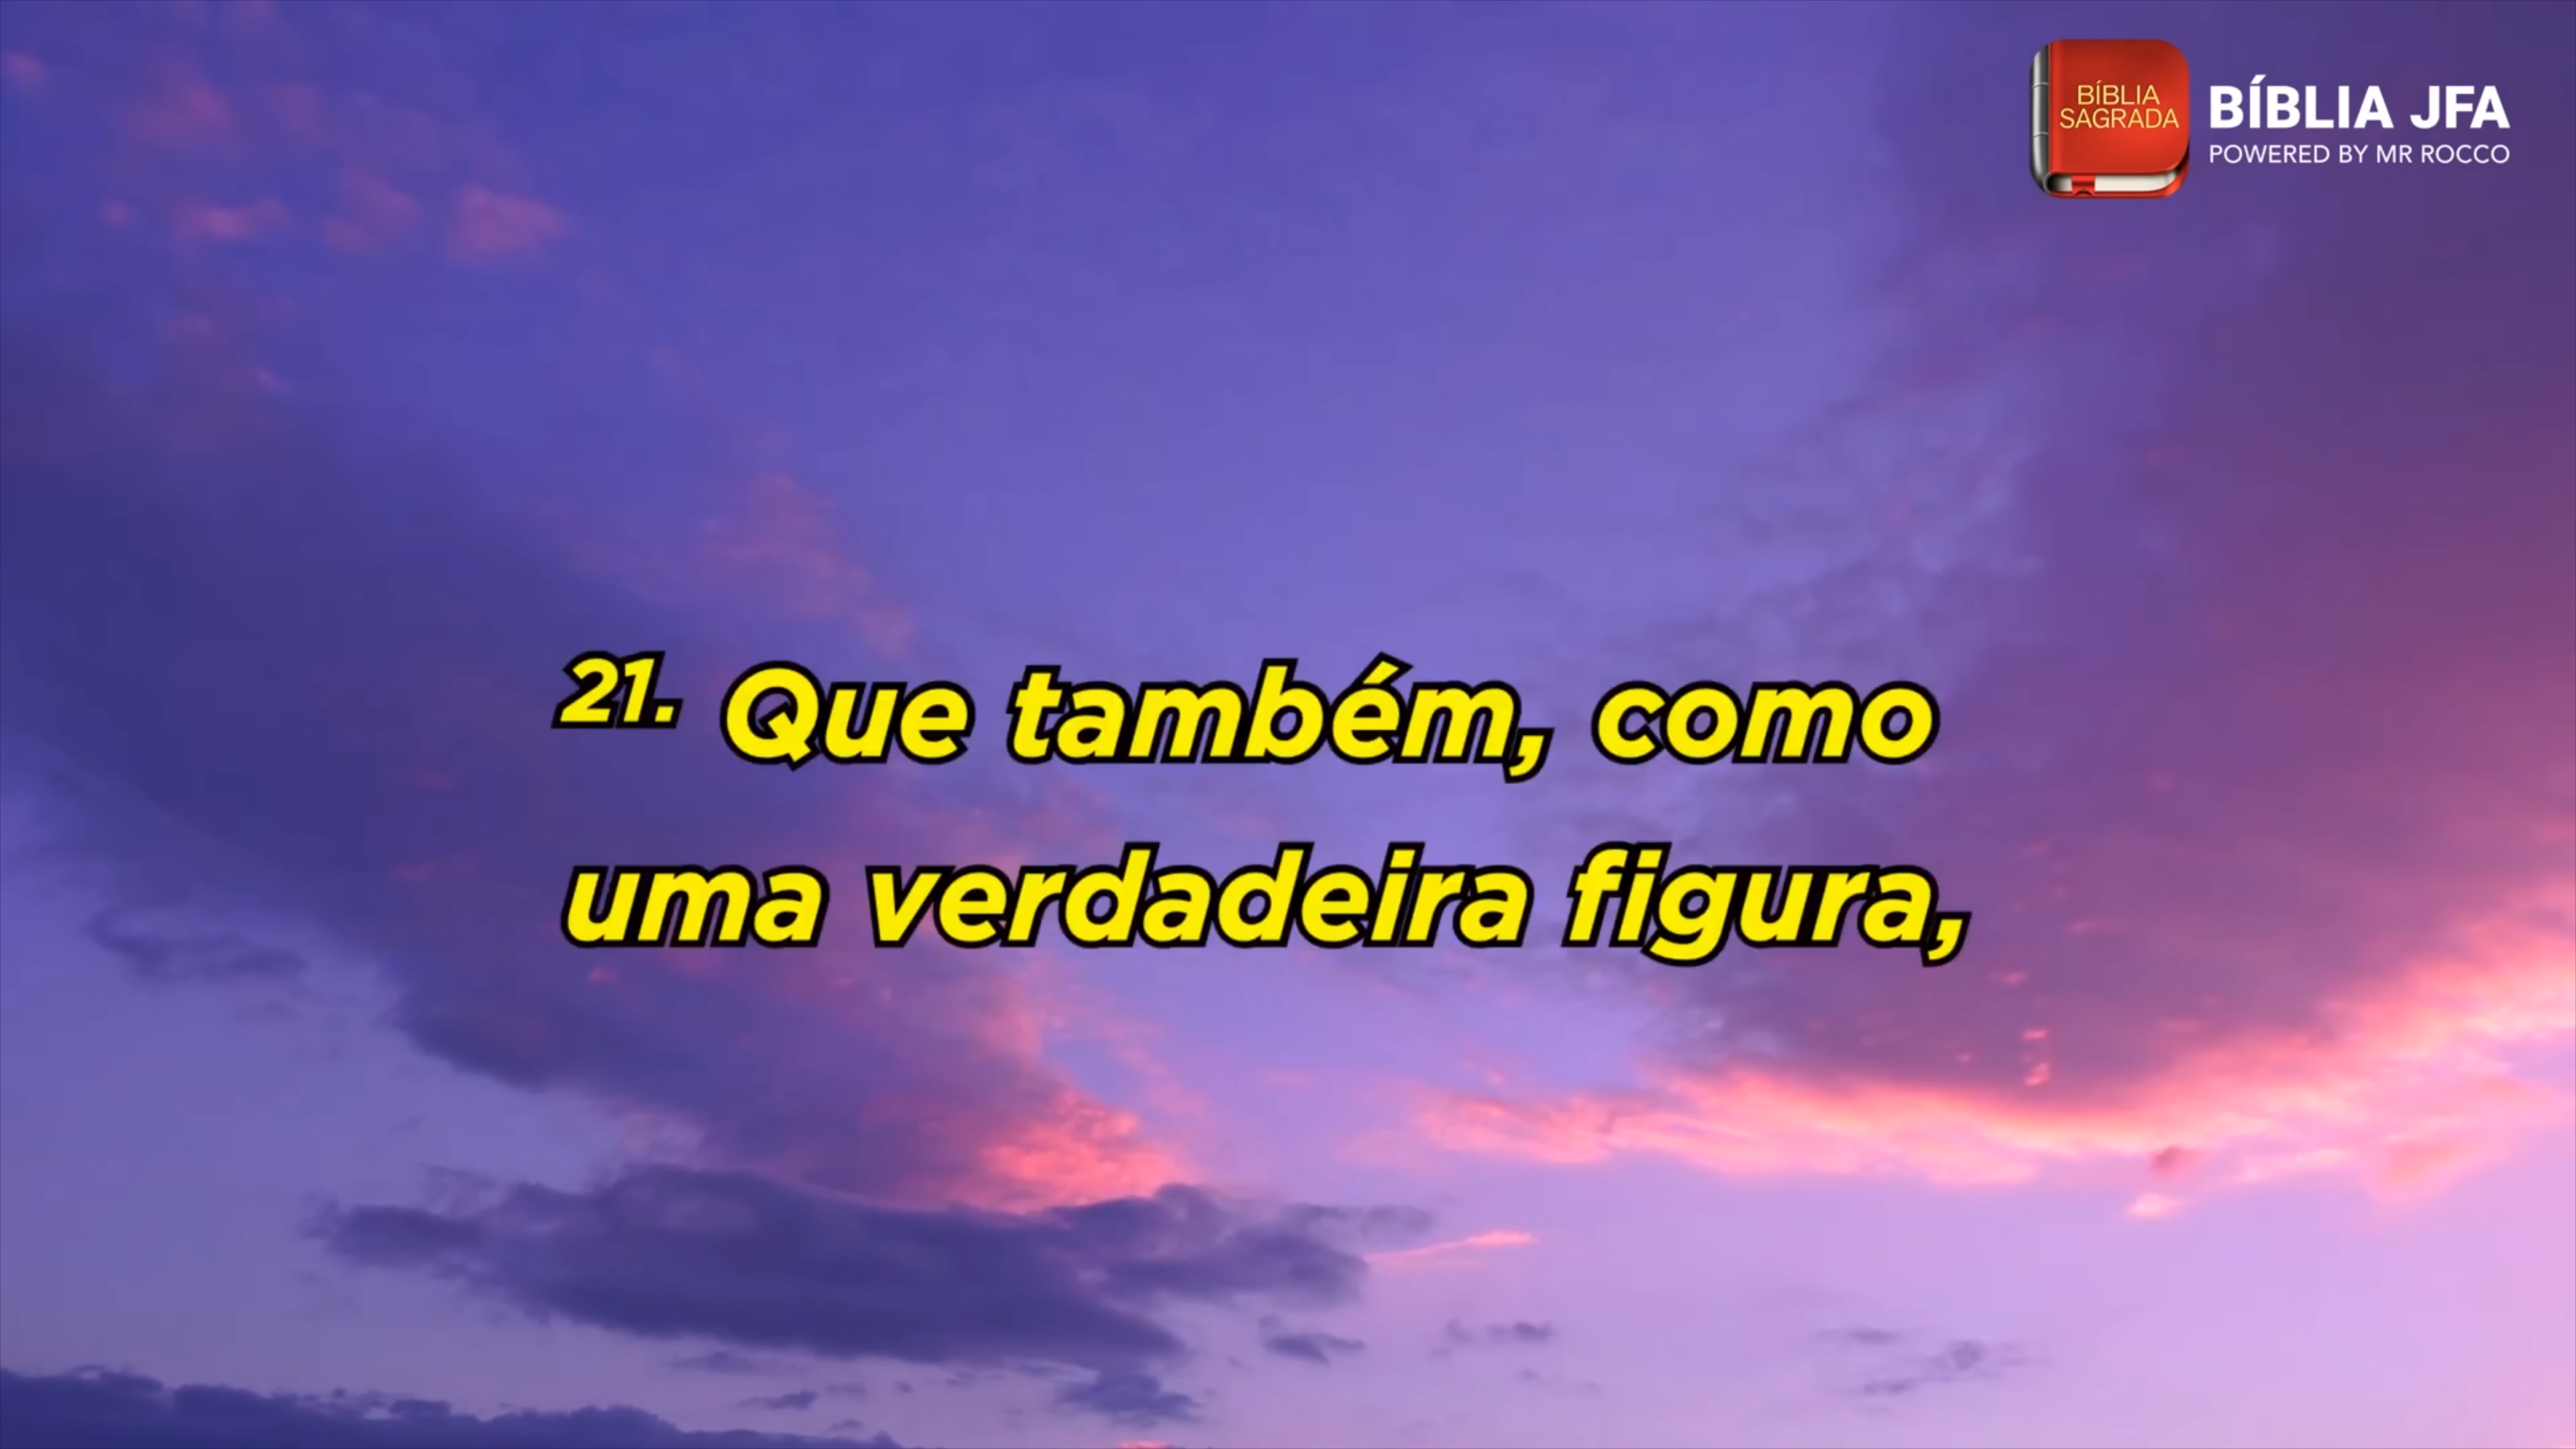 BÍBLIA
SAGRADA
BÍBLIA JFA
POWERED BY MR ROCCO
21. Que também, como
uma verdadeira figura,